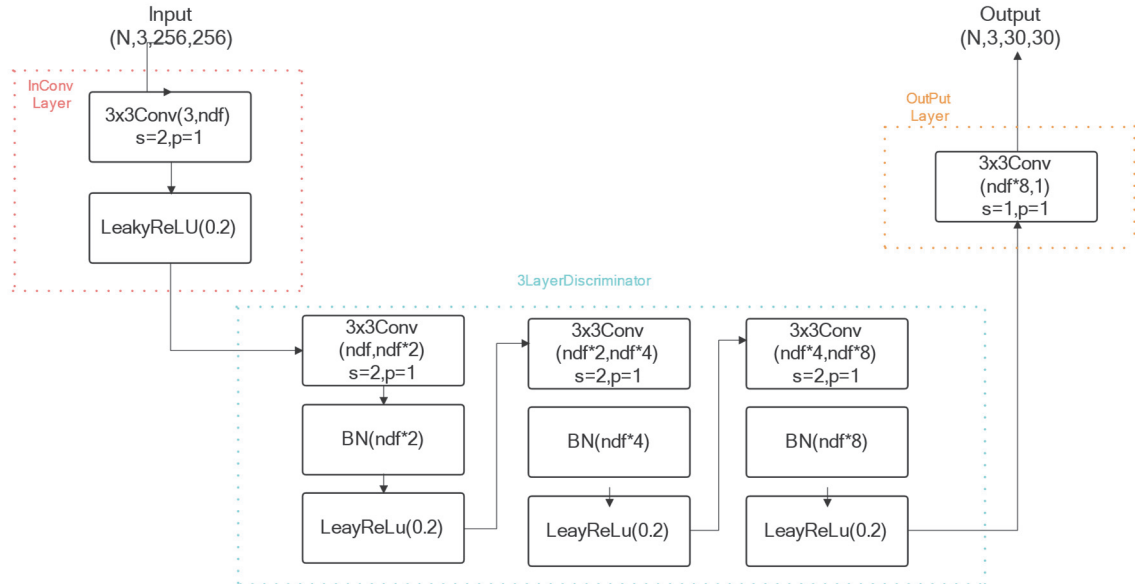 Input
(N,3,256,256)
InConv
Layer
3x3Conv(3,ndf)
s=2,p=1
LeakyReLU(0.2)
3LayerDiscriminator
3x3Conv
(ndf,ndf*2)
s=2,p=1
BN(ndf*2)
LeayReLu(0.2)
3x3Conv
(ndf*2,ndf*4)
s=2,p=1
BN(ndf*4)
LeayReLu(0.2)
3x3Conv
(ndf*4,ndf*8)
s=2,p=1
BN(ndf*8)
LeayReLu(0.2)
OutPut
Layer
3x3Conv
(ndf*8,1)
s=1,p=1
Output
(N,3,30,30)